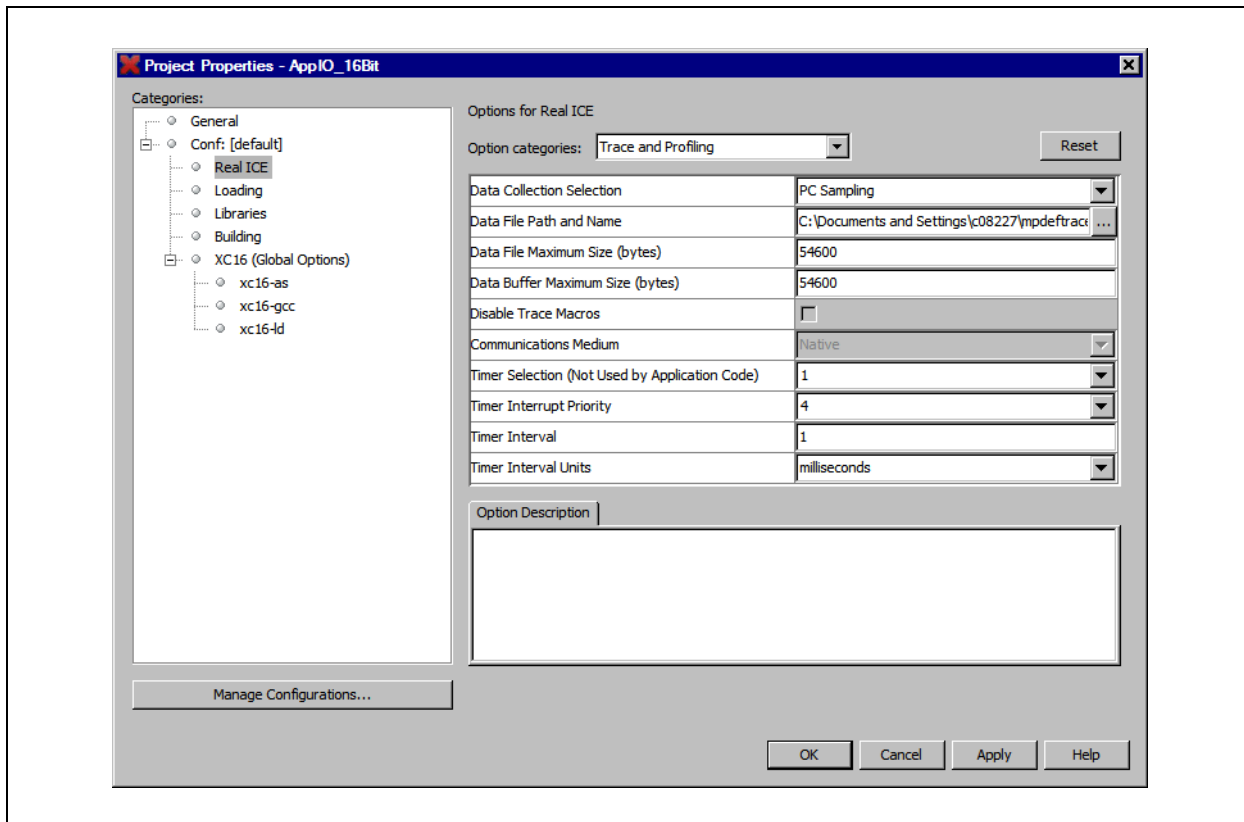 Project Properties - AppIO_16Bit
Categories:
General
Conf: [default]
Real ICE
Loading
Libraries
Building
XC16 (Global Options)
xc16-as
xc16-gcc
xc16-ld
Manage Configurations...
Options for Real ICE
Option categories: Trace and Profiling Reset
Data Collection Selection PC Sampling
Data File Path and Name C:\Documents and Settings\c08227\mpdeftrace ...
Data File Maximum Size (bytes) 54600
Data Buffer Maximum Size (bytes) 54600
Disable Trace Macros
Communications Medium Native
Timer Selection (Not Used by Application Code) 1
Timer Interrupt Priority 4
Timer Interval 1
Timer Interval Units milliseconds
Option Description
OK Cancel Apply Help